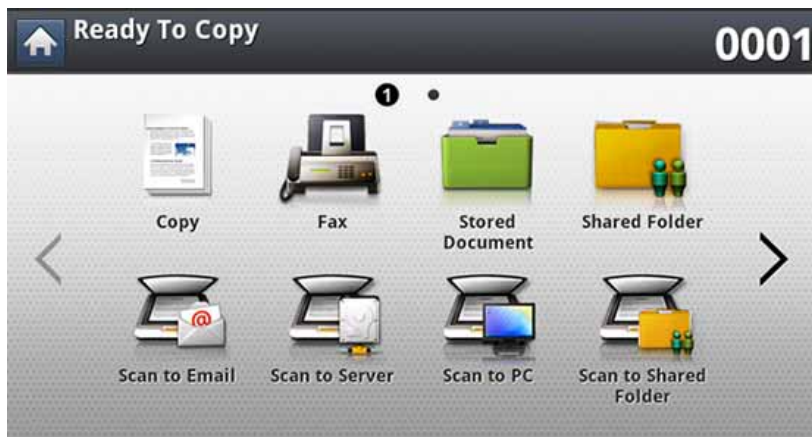 Ready To Copy
0001
1
Copy
Fax
Stored
Document
Shared Folder
@
Scan to Email
Scan to Server
Scan to PC
Scan to Shared
Folder